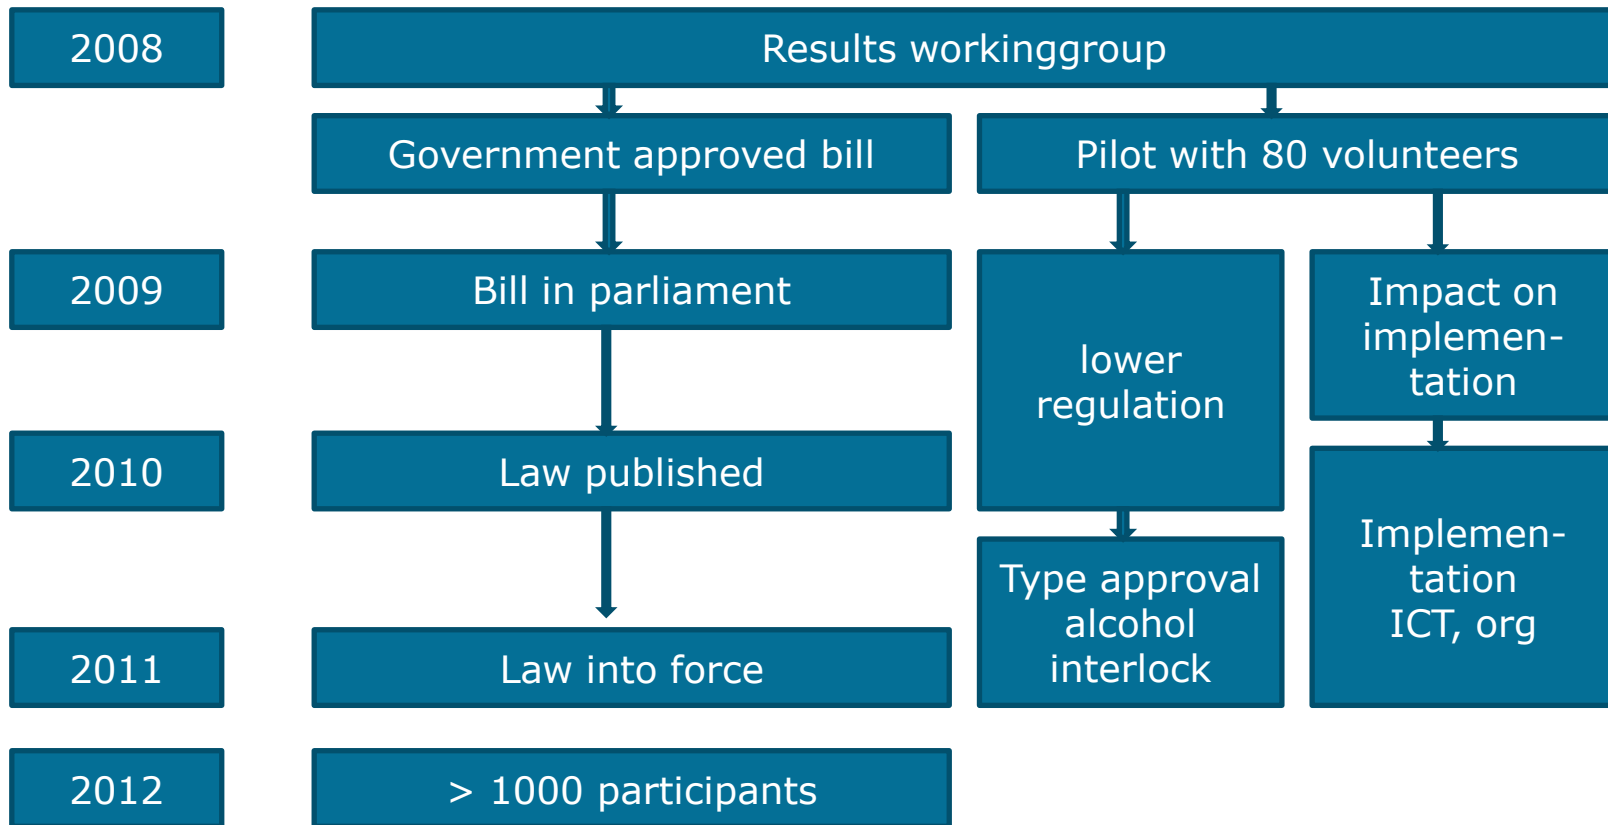 2008
Results workinggroup
Government approved bill
Pilot with 80 volunteers
2009
Bill in parliament
lower
regulation
Impact on
implemen-
tation
2010
Law published
Type approval
alcohol
interlock
Implemen-
tation
ICT, org
2011
Law into force
2012
> 1000 participants